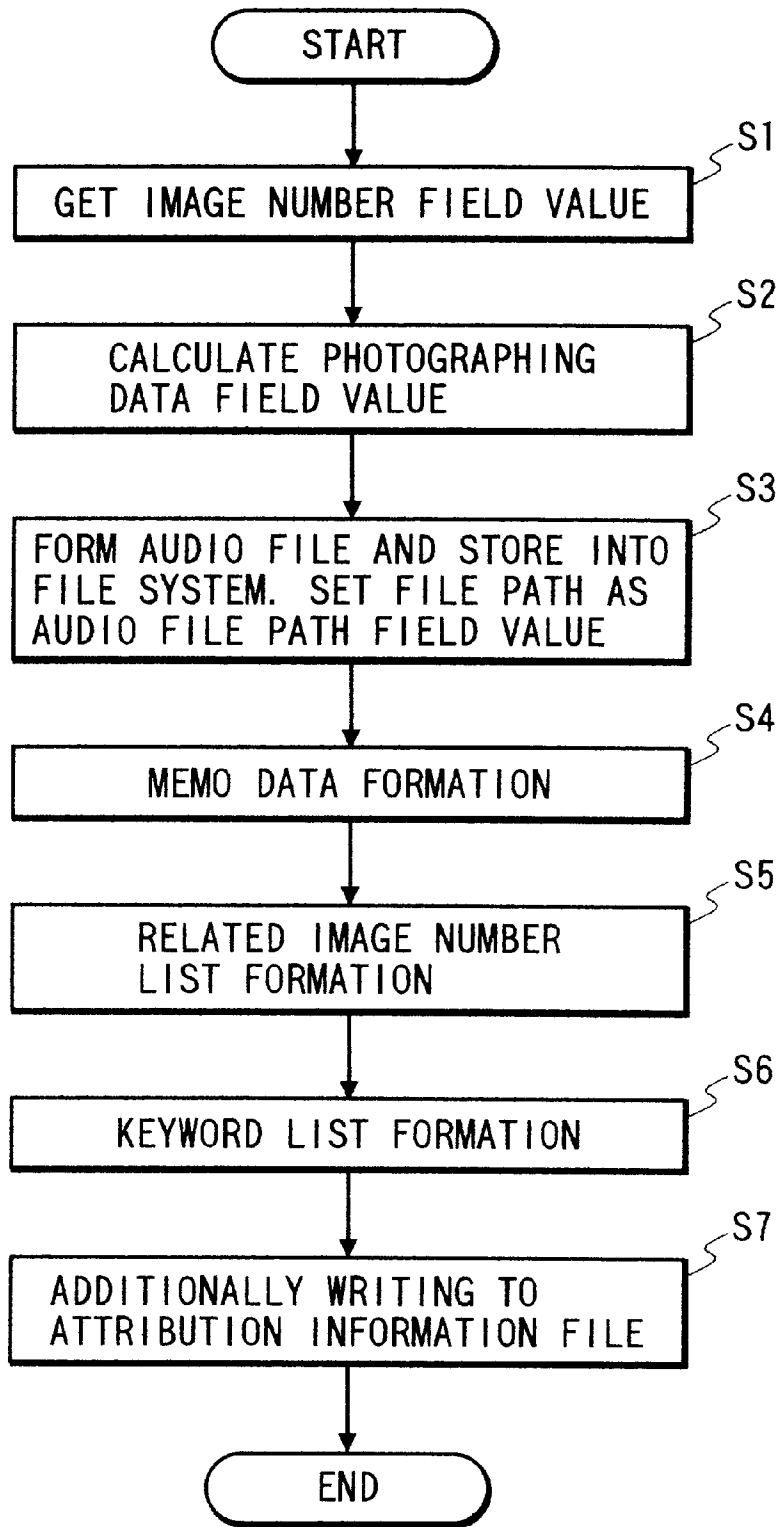 START
S1
GET IMAGE NUMBER FIELD VALUE
S2
CALCULATE PHOTOGRAPHING
DATA FIELD VALUE
S3
FORM AUDIO FILE AND STORE INTO
FILE SYSTEM. SET FILE PATH AS
AUDIO FILE PATH FIELD VALUE
S4
MEMO DATA FORMATION
S5
RELATED IMAGE NUMBER
LIST FORMATION
S6
KEYWORD LIST FORMATION
S7
ADDITIONALLY WRITING TO
ATTRIBUTION INFORMATION FILE
END